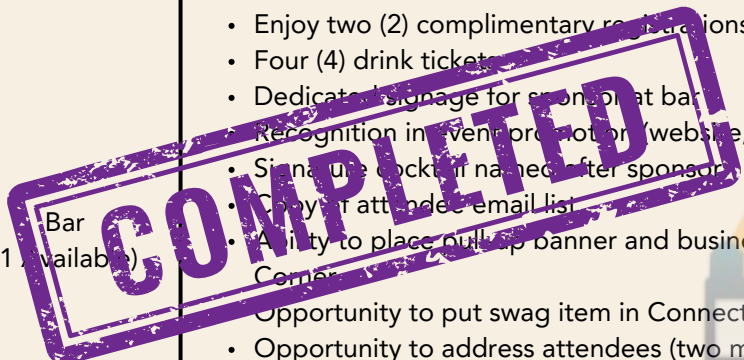 • Enjoy two (2) complimentary registrations
• Four (4) drink tickets
• Dedicated signage for sponsor at bar
• Recognition in event promotion (website,
• Signature cocktail named after sponsor
• Copy of attendee email list
• Ability to place pull-up banner and busine
Corner
• Opportunity to put swag item in Connect
• Opportunity to address attendees (two m
Bar
1 Available)
COMPLETED